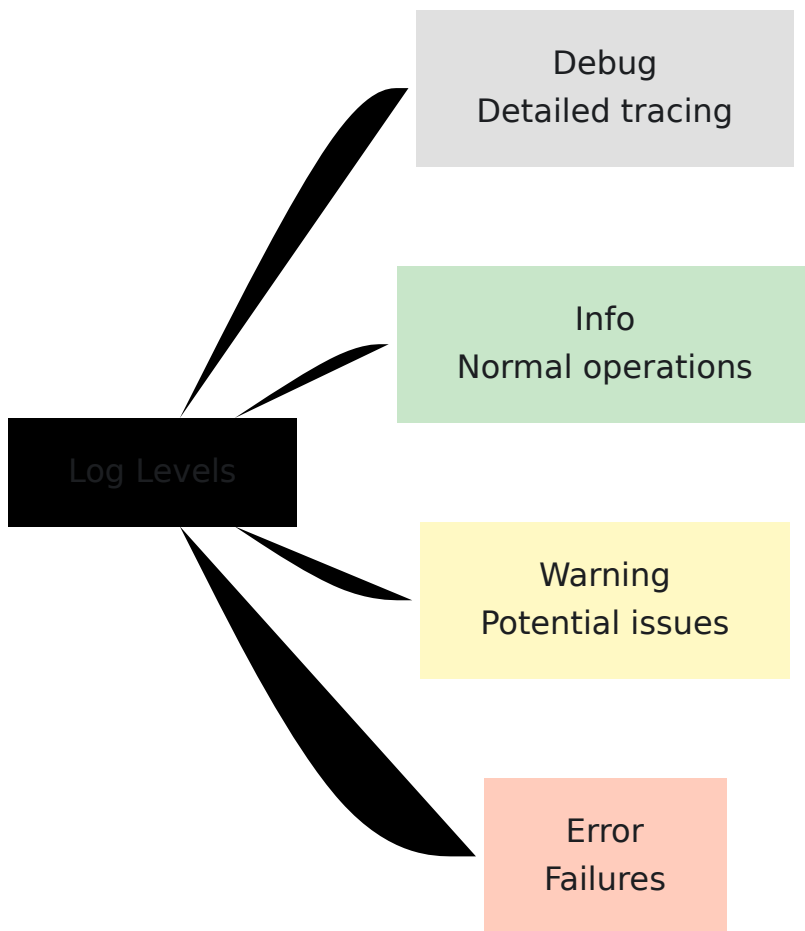 Debug
Detailed tracing
Info
Normal operations
Log Levels
Warning
Potential issues
Error
Failures